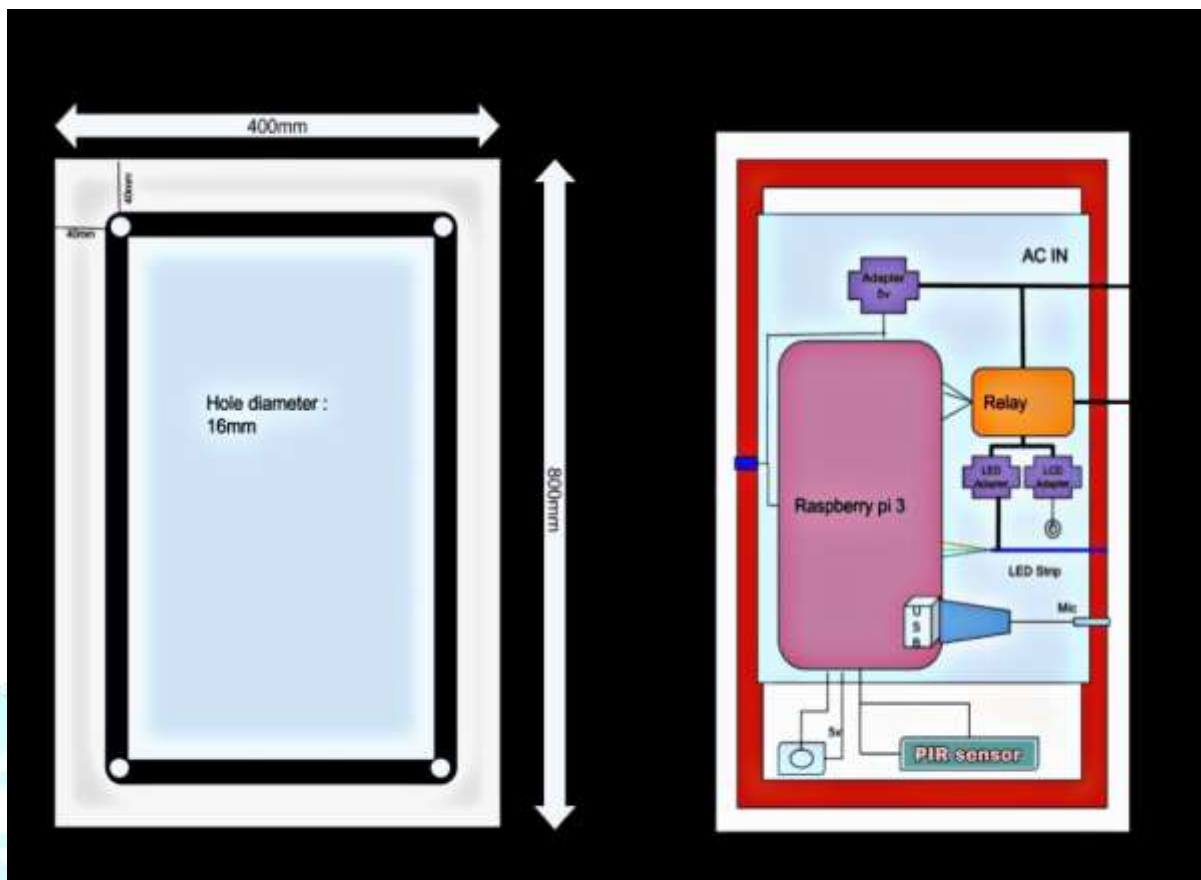 400mm
40mm
40mm
Hole diameter :
16mm
800mm
AC IN
Adapter
5v
Relay
LED
Adapter
LCD
Adapter
Raspberry pi 3
LED Strip
USB
Mic
5v
PIR sensor